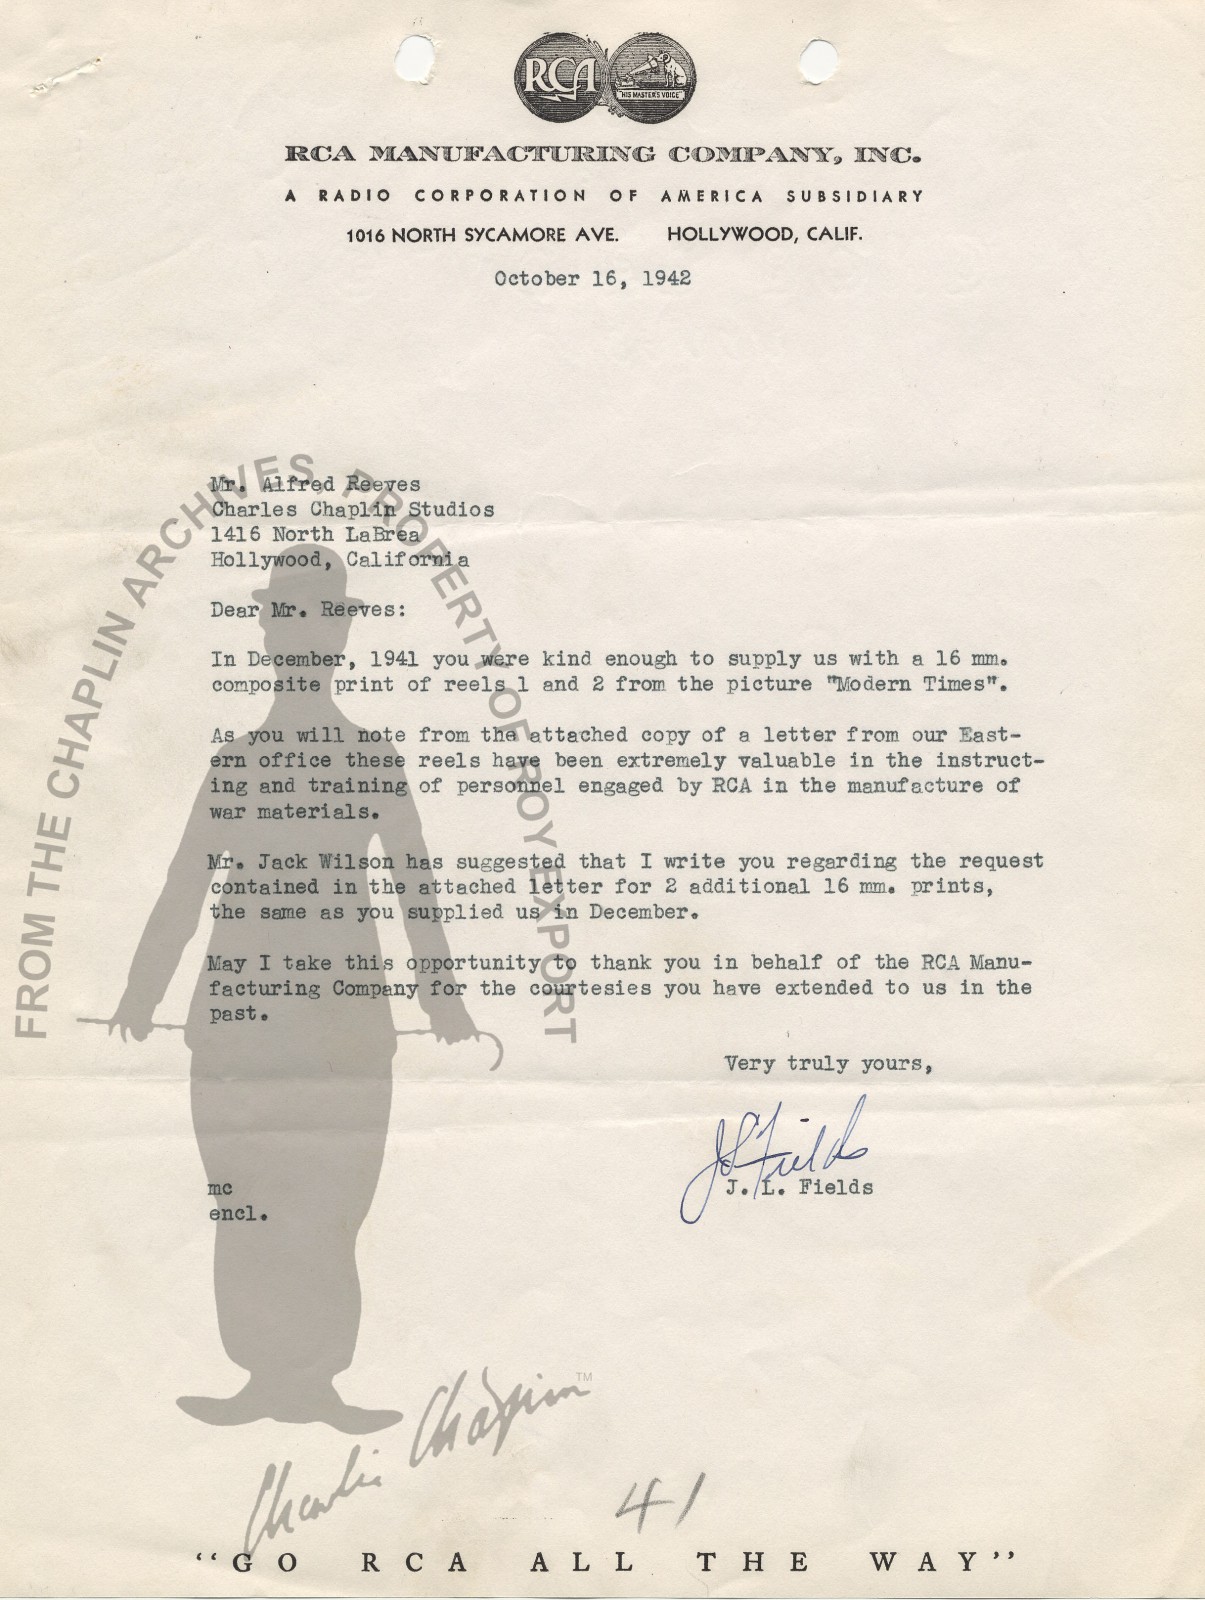 RCA
"HIS MASTER'S VOICE"
RCA MANUFACTURING COMPANY, INC.
A RADIO CORPORATION OF AMERICA SUBSIDIARY
1016 NORTH SYCAMORE AVE. HOLLYWOOD, CALIF.
October 16, 1942
FROM THE CHAPLIN ARCHIVES, PROPERTY OF ROY EXPORT
Mr. Alfred Reeves
Charles Chaplin Studios
1416 North LaBrea
Hollywood, California
Dear Mr. Reeves:
In December, 1941 you were kind enough to supply us with a 16 mm.
composite print of reels 1 and 2 from the picture "Modern Times".
As you will note from the attached copy of a letter from our East-
ern office these reels have been extremely valuable in the instruct-
ing and training of personnel engaged by RCA in the manufacture of
war materials.
Mr. Jack Wilson has suggested that I write you regarding the request
contained in the attached letter for 2 additional 16 mm. prints,
the same as you supplied us in December.
May I take this opportunity to thank you in behalf of the RCA Manu-
facturing Company for the courtesies you have extended to us in the
past.
Very truly yours,
JLFields
J. L. Fields
mc
encl.
Charlie Chaplin TM
41
"GO RCA ALL THE WAY"